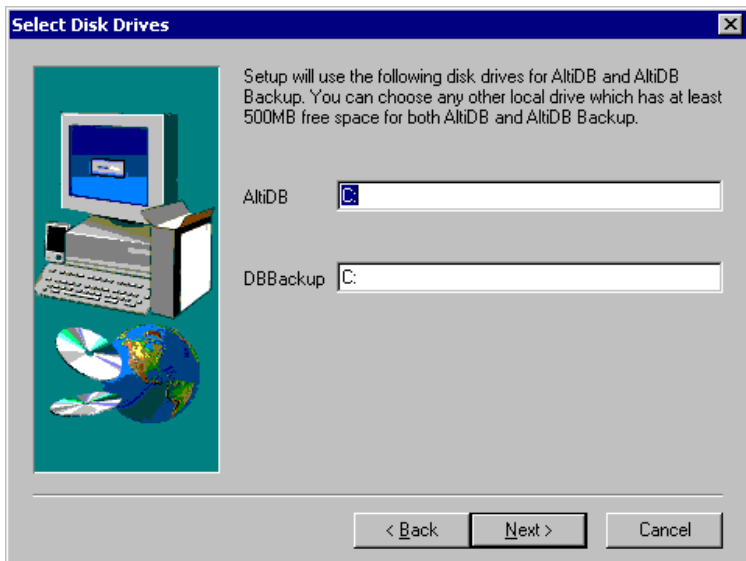 Select Disk Drives
Setup will use the following disk drives for AltiDB and AltiDB
Backup. You can choose any other local drive which has at least
500MB free space for both AltiDB and AltiDB Backup.
AltiDB C:
DBBackup C:
< Back Next > Cancel